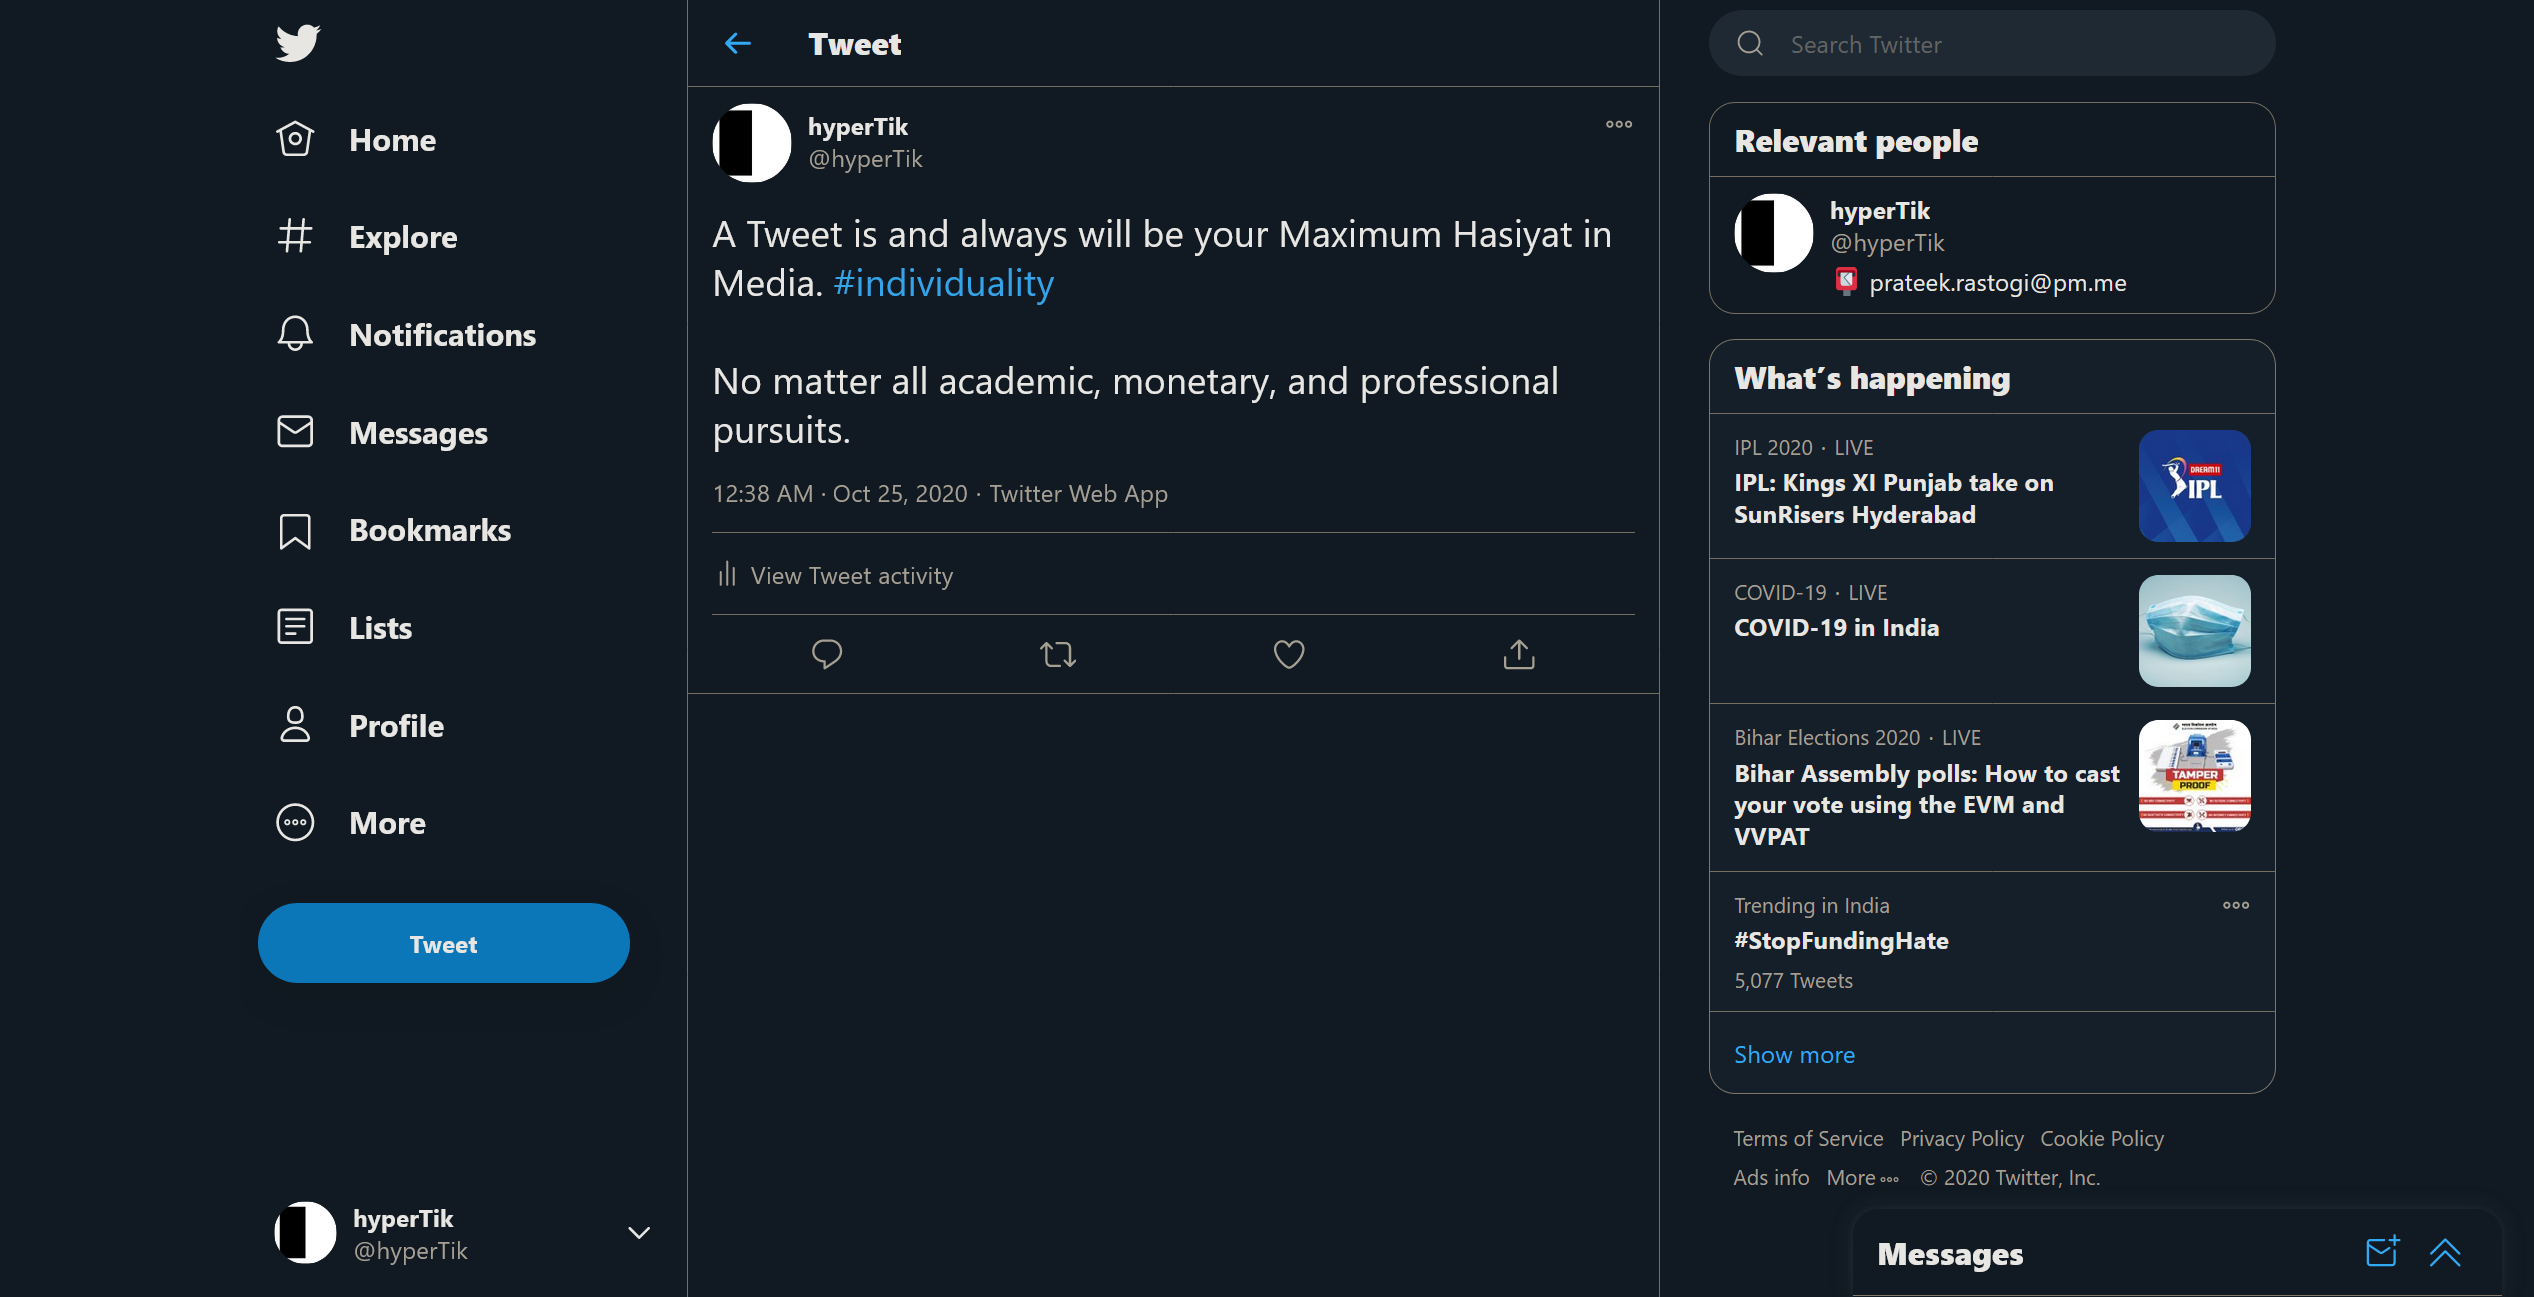 Home
Explore
Notifications
Messages
Bookmarks
Lists
Profile
More
Tweet
hyperTik
@hyperTik
Tweet
hyperTik
@hyperTik
A Tweet is and always will be your Maximum Hasiyat in
Media. #individuality
No matter all academic, monetary, and professional
pursuits.
12:38 AM · Oct 25, 2020 · Twitter Web App
View Tweet activity
Search Twitter
Relevant people
hyperTik
@hyperTik
prateek.rastogi@pm.me
What's happening
IPL 2020 · LIVE
IPL: Kings XI Punjab take on
SunRisers Hyderabad
DREAM11
IPL
COVID-19 · LIVE
COVID-19 in India
Bihar Elections 2020 · LIVE
Bihar Assembly polls: How to cast
your vote using the EVM and
VVPAT
TAMPER
PROOF
Trending in India
#StopFundingHate
5,077 Tweets
Show more
Terms of Service Privacy Policy Cookie Policy
Ads info More © 2020 Twitter, Inc.
Messages